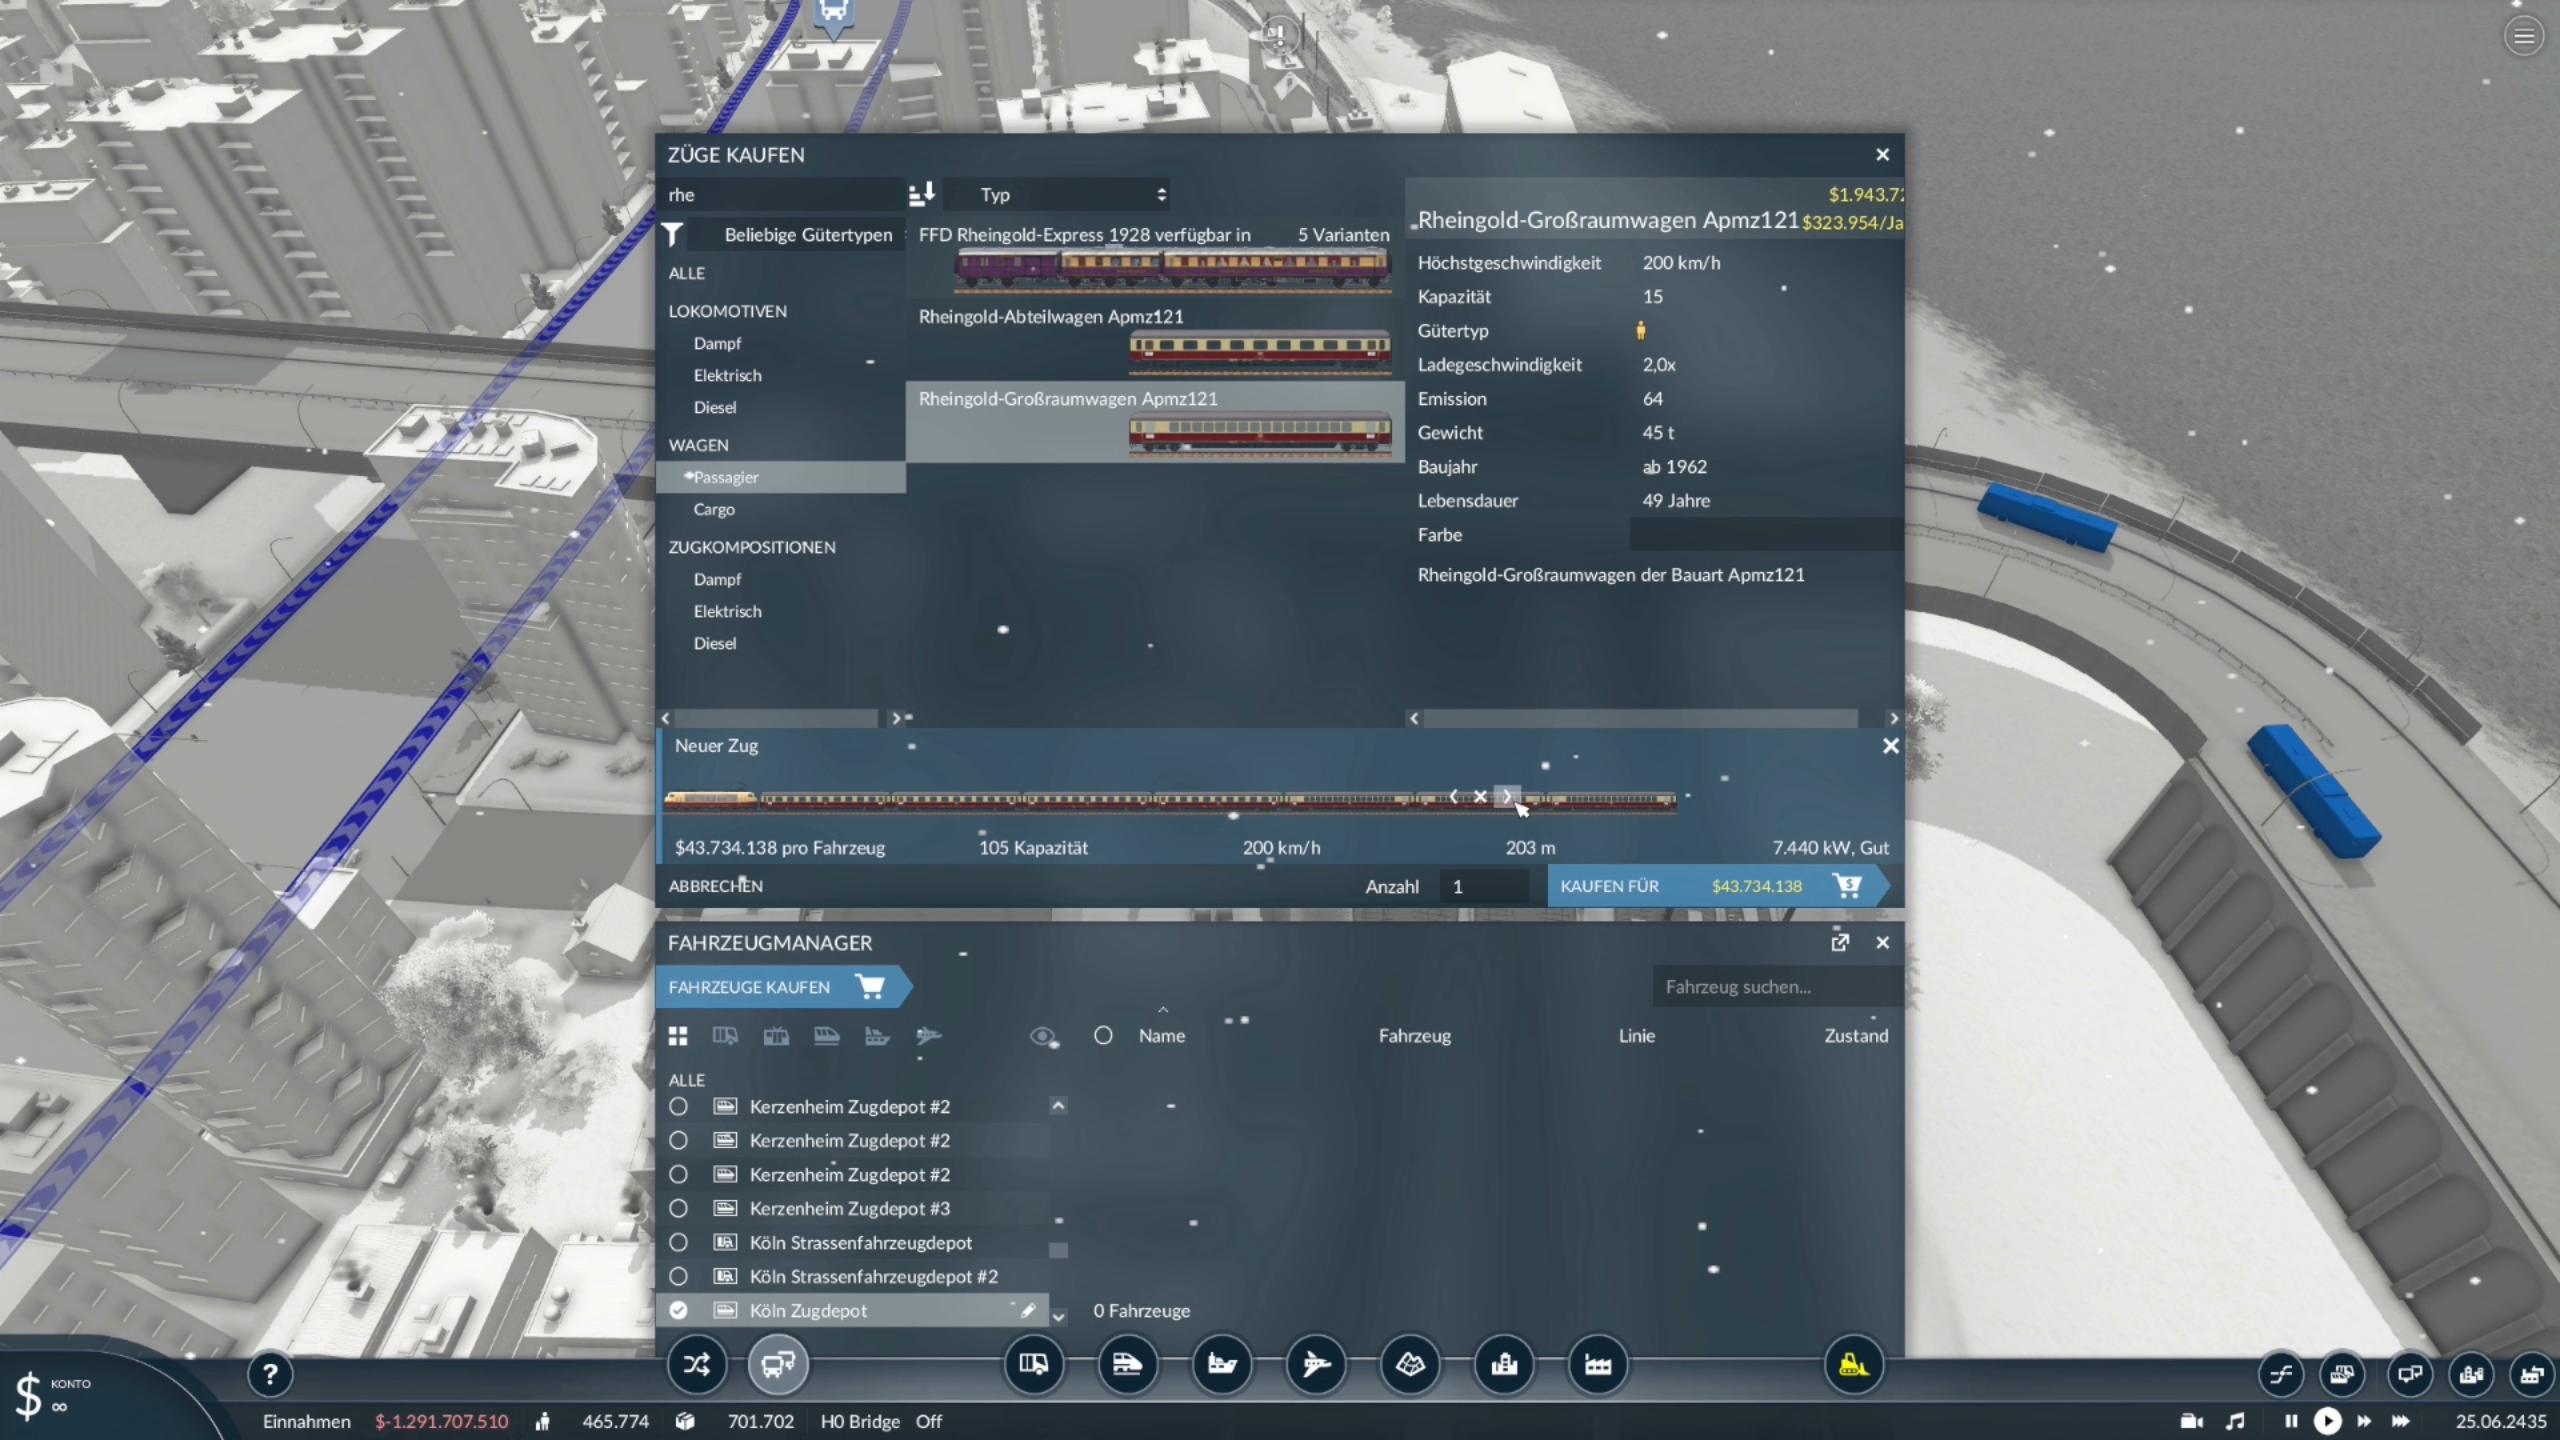 ZÜGE KAUFEN
rhe
Typ
Beliebige Gütertypen
ALLE
LOKOMOTIVEN
Dampf
Elektrisch
Diesel
WAGEN
Passagier
Cargo
ZUGKOMPOSITIONEN
Dampf
Elektrisch
Diesel
FFD Rheingold-Express 1928 verfügbar in 5 Varianten
Rheingold-Abteilwagen Apmz121
Rheingold-Großraumwagen Apmz121
$1.943.72
Rheingold-Großraumwagen Apmz121 $323.954/Ja
Höchstgeschwindigkeit 200 km/h
Kapazität 15
Gütertyp
Ladegeschwindigkeit 2,0x
Emission 64
Gewicht 45 t
Baujahr ab 1962
Lebensdauer 49 Jahre
Farbe
Rheingold-Großraumwagen der Bauart Apmz121
Neuer Zug
$43.734.138 pro Fahrzeug 105 Kapazität 200 km/h 203 m 7.440 kW, Gut
ABBRECHEN Anzahl 1 KAUFEN FÜR $43.734.138
FAHRZEUGMANAGER
FAHRZEUGE KAUFEN Fahrzeug suchen...
Name Fahrzeug Linie Zustand
ALLE
Kerzenheim Zugdepot #2
Kerzenheim Zugdepot #2
Kerzenheim Zugdepot #2
Kerzenheim Zugdepot #3
Köln Strassenfahrzeugdepot
Köln Strassenfahrzeugdepot #2
Köln Zugdepot 0 Fahrzeuge
$ KONTO
∞
?
Einnahmen $-1.291.707.510 465.774 701.702 H0 Bridge Off 25.06.2435